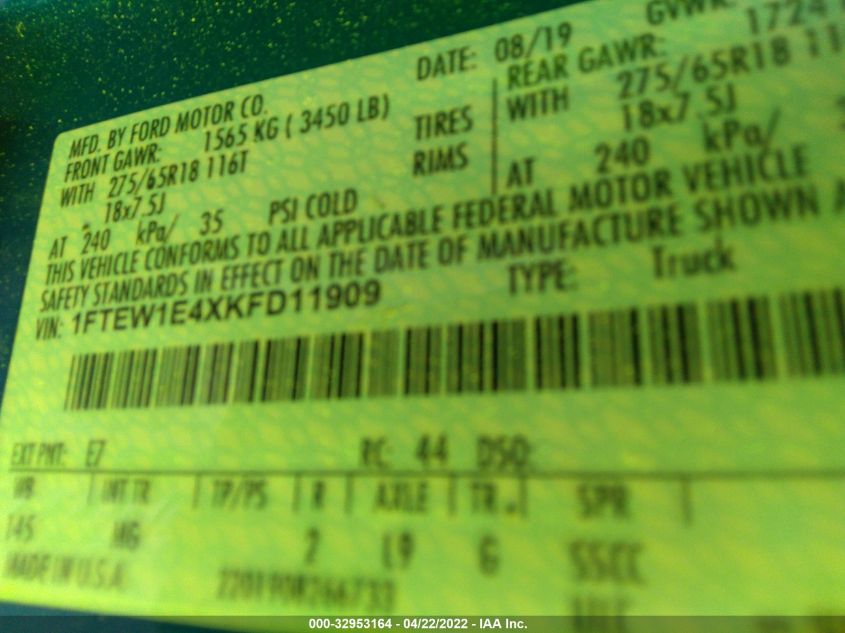 DATE: 08/19
GVWR:
MFD. BY FORD MOTOR CO.
FRONT GAWR: 1565 KG ( 3450 LB)
REAR GAWR: 1724
WITH 275/65R18 116T
TIRES
WITH 275/65R18 11
18x7.5J
RIMS
18x7.5J
AT 240 kPa/ 35 PSI COLD
AT 240 kPa/
THIS VEHICLE CONFORMS TO ALL APPLICABLE FEDERAL MOTOR VEHICLE
SAFETY STANDARDS IN EFFECT ON THE DATE OF MANUFACTURE SHOWN A
VIN: 1FTEW1E4XKFD11909
TYPE: Truck
EXT PNT: E7 RC: 44 DSO:
WB INT TR TP/PS R AXLE TR SPR
145 MG 2 L9 G SSCC
MADE IN U.S.A.
000-32953164 - 04/22/2022 - IAA Inc.